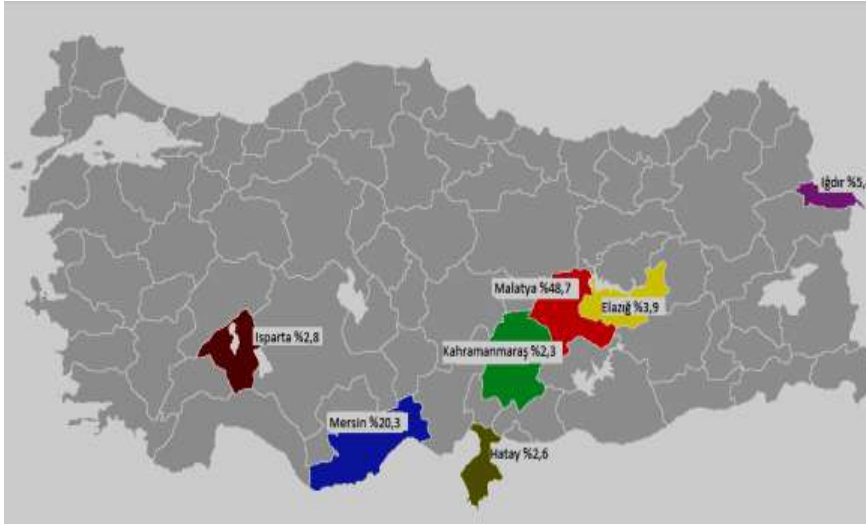 Iğdır %5,
Malatya %48,7
Elazığ %3,9
Isparta %2,8
Kahramanmaraş %2,3
Mersin %20,3
Hatay %2,6